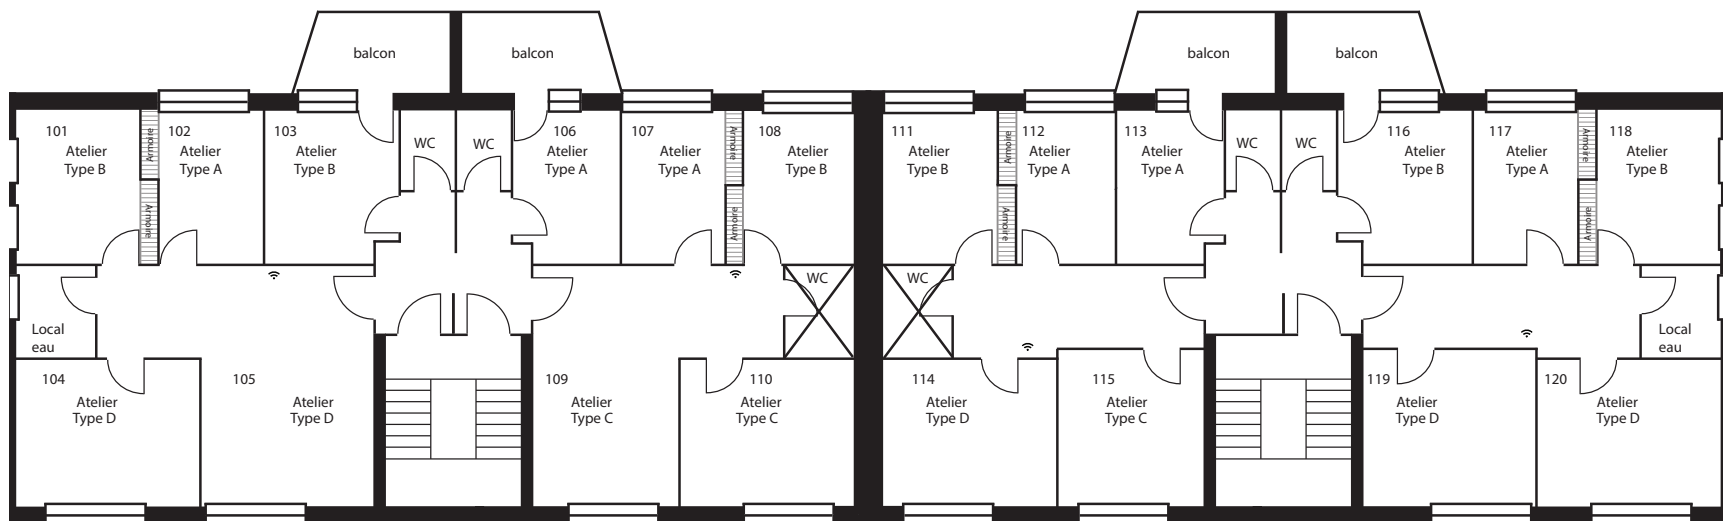 balcon
balcon
balcon
balcon
101
Atelier
Type B
Armoire
Armoire
102
Atelier
Type A
103
Atelier
Type B
WC
WC
106
Atelier
Type A
107
Atelier
Type A
Armoire
Armoire
108
Atelier
Type B
111
Atelier
Type B
Armoire
Armoire
112
Atelier
Type A
113
Atelier
Type A
WC
WC
116
Atelier
Type B
117
Atelier
Type A
Armoire
Armoire
118
Atelier
Type B
Local
eau
WC
WC
Local
eau
104
Atelier
Type D
105
Atelier
Type D
109
Atelier
Type C
110
Atelier
Type C
114
Atelier
Type D
115
Atelier
Type C
119
Atelier
Type D
120
Atelier
Type D